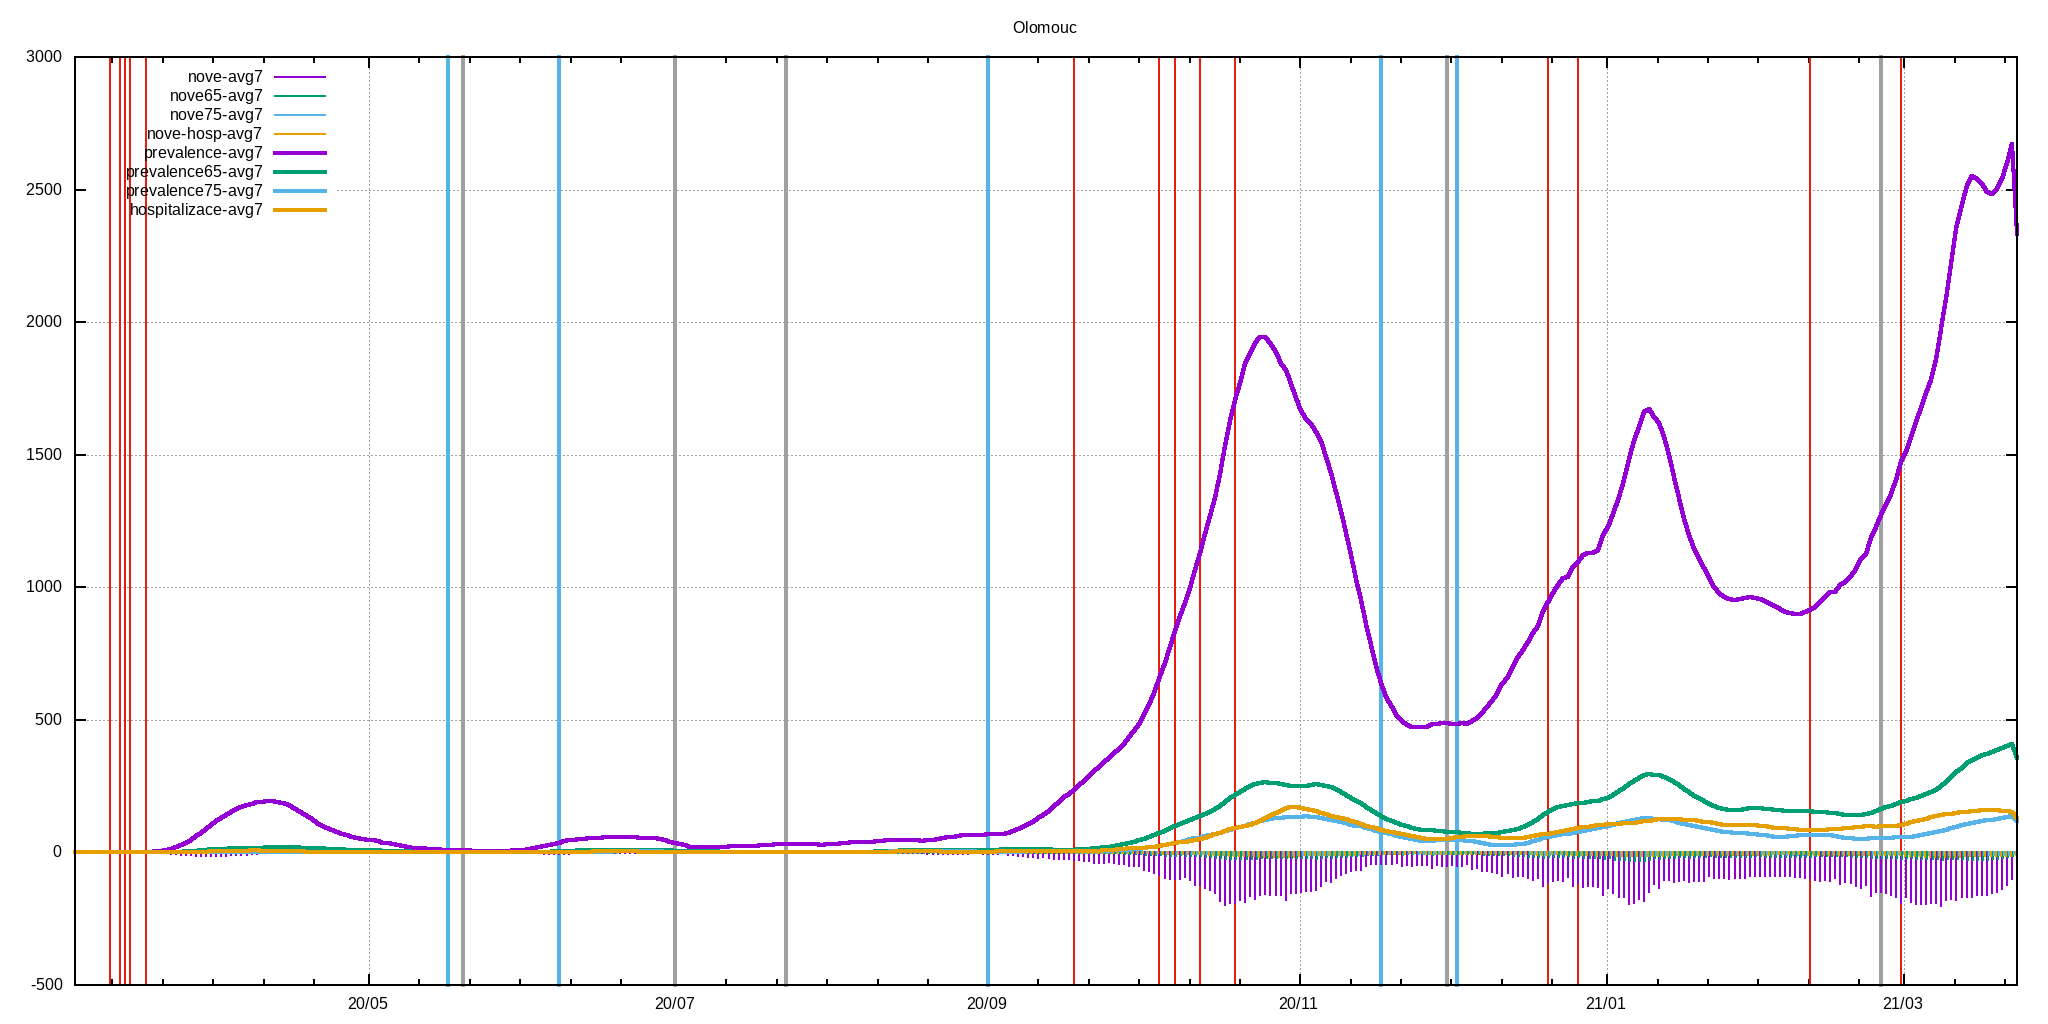 Olomouc
3000
2500
2000
1500
1000
500
0
-500
nove-avg7
nove65-avg7
nove75-avg7
nove-hosp-avg7
prevalence-avg7
prevalence65-avg7
prevalence75-avg7
hospitalizace-avg7
20/05
20/07
20/09
20/11
21/01
21/03